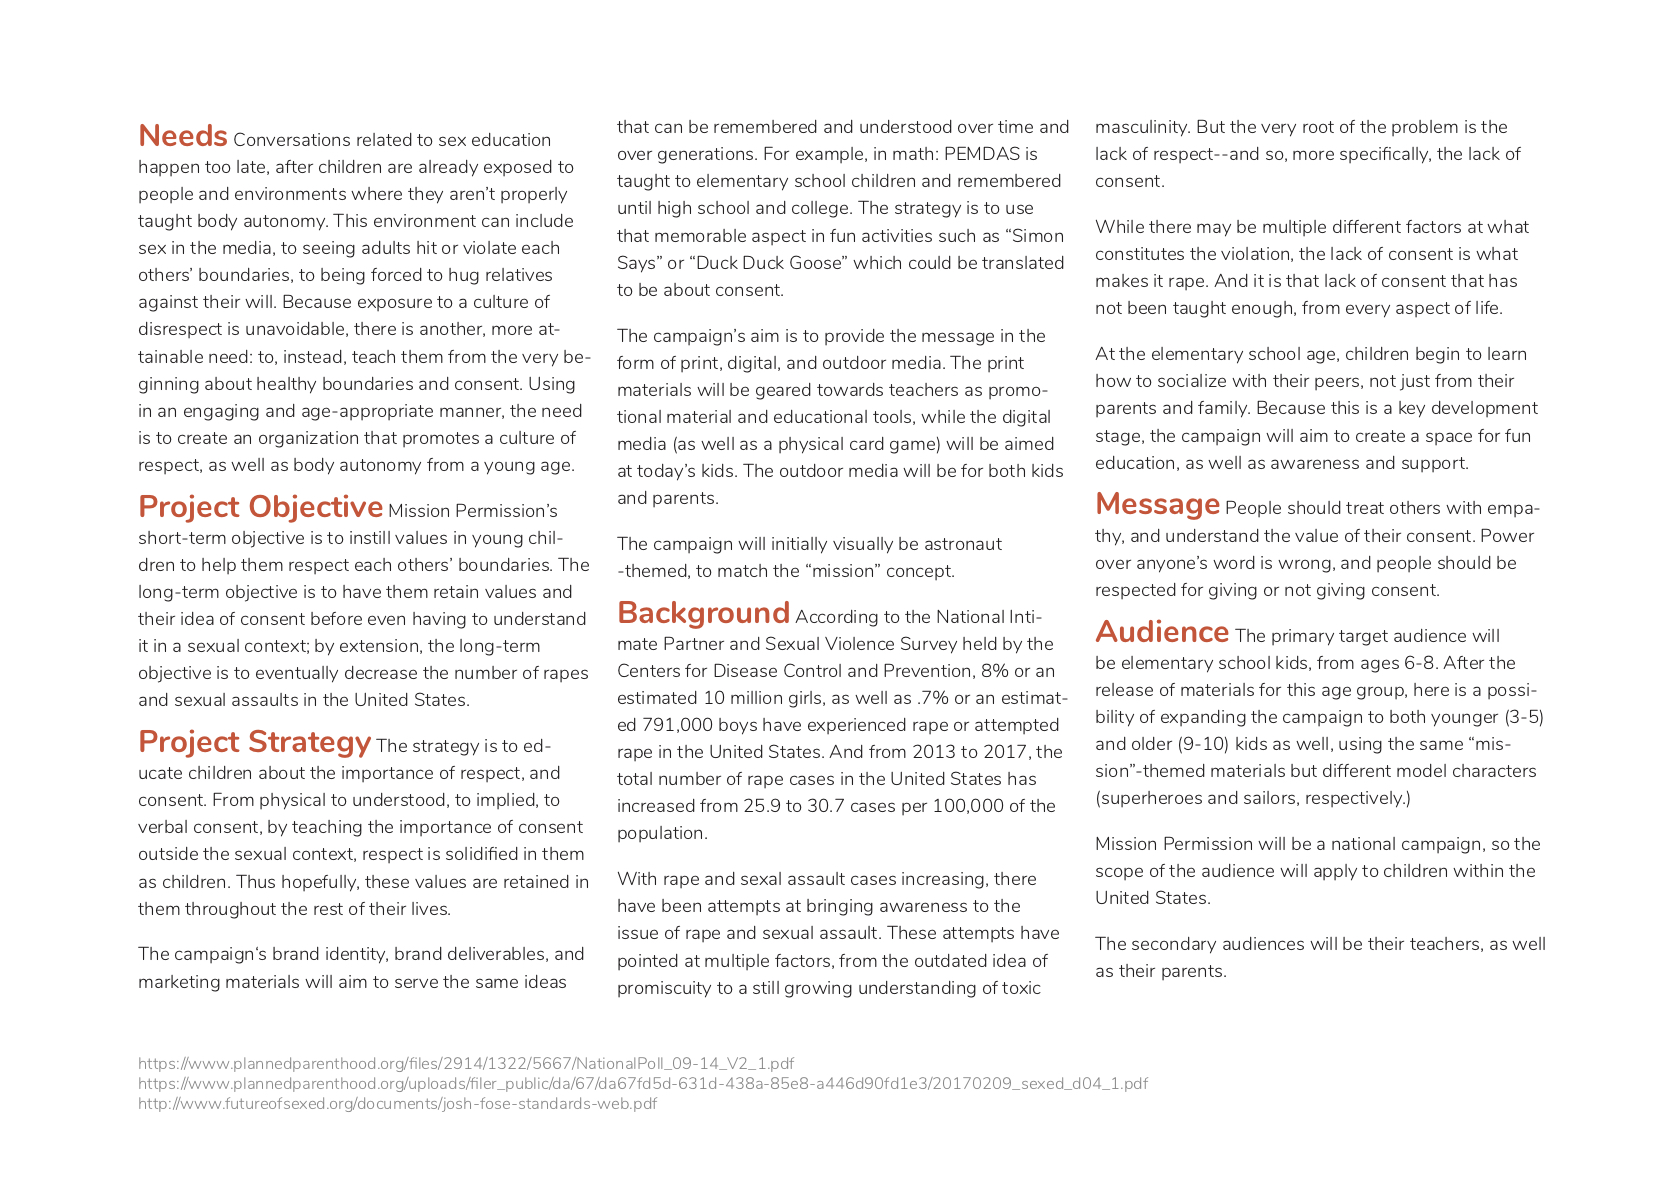 Needs Conversations related to sex education
happen too late, after children are already exposed to
people and environments where they aren’t properly
taught body autonomy. This environment can include
sex in the media, to seeing adults hit or violate each
others’ boundaries, to being forced to hug relatives
against their will. Because exposure to a culture of
disrespect is unavoidable, there is another, more at-
tainable need: to, instead, teach them from the very be-
ginning about healthy boundaries and consent. Using
in an engaging and age-appropriate manner, the need
is to create an organization that promotes a culture of
respect, as well as body autonomy from a young age.
Project Objective Mission Permission’s
short-term objective is to instill values in young chil-
dren to help them respect each others’ boundaries. The
long-term objective is to have them retain values and
their idea of consent before even having to understand
it in a sexual context; by extension, the long-term
objective is to eventually decrease the number of rapes
and sexual assaults in the United States.
Project Strategy The strategy is to ed-
ucate children about the importance of respect, and
consent. From physical to understood, to implied, to
verbal consent, by teaching the importance of consent
outside the sexual context, respect is solidified in them
as children. Thus hopefully, these values are retained in
them throughout the rest of their lives.
The campaign‘s brand identity, brand deliverables, and
marketing materials will aim to serve the same ideas
that can be remembered and understood over time and
over generations. For example, in math: PEMDAS is
taught to elementary school children and remembered
until high school and college. The strategy is to use
that memorable aspect in fun activities such as “Simon
Says” or “Duck Duck Goose” which could be translated
to be about consent.
The campaign’s aim is to provide the message in the
form of print, digital, and outdoor media. The print
materials will be geared towards teachers as promo-
tional material and educational tools, while the digital
media (as well as a physical card game) will be aimed
at today’s kids. The outdoor media will be for both kids
and parents.
The campaign will initially visually be astronaut
-themed, to match the “mission” concept.
Background According to the National Inti-
mate Partner and Sexual Violence Survey held by the
Centers for Disease Control and Prevention, 8% or an
estimated 10 million girls, as well as .7% or an estimat-
ed 791,000 boys have experienced rape or attempted
rape in the United States. And from 2013 to 2017, the
total number of rape cases in the United States has
increased from 25.9 to 30.7 cases per 100,000 of the
population.
With rape and sexal assault cases increasing, there
have been attempts at bringing awareness to the
issue of rape and sexual assault. These attempts have
pointed at multiple factors, from the outdated idea of
promiscuity to a still growing understanding of toxic
masculinity. But the very root of the problem is the
lack of respect--and so, more specifically, the lack of
consent.
While there may be multiple different factors at what
constitutes the violation, the lack of consent is what
makes it rape. And it is that lack of consent that has
not been taught enough, from every aspect of life.
At the elementary school age, children begin to learn
how to socialize with their peers, not just from their
parents and family. Because this is a key development
stage, the campaign will aim to create a space for fun
education, as well as awareness and support.
Message People should treat others with empa-
thy, and understand the value of their consent. Power
over anyone’s word is wrong, and people should be
respected for giving or not giving consent.
Audience The primary target audience will
be elementary school kids, from ages 6-8. After the
release of materials for this age group, here is a possi-
bility of expanding the campaign to both younger (3-5)
and older (9-10) kids as well, using the same “mis-
sion”-themed materials but different model characters
(superheroes and sailors, respectively.)
Mission Permission will be a national campaign, so the
scope of the audience will apply to children within the
United States.
The secondary audiences will be their teachers, as well
as their parents.
https://www.plannedparenthood.org/files/2914/1322/5667/NationalPoll_09-14_V2_1.pdf
https://www.plannedparenthood.org/uploads/filer_public/da/67/da67fd5d-631d-438a-85e8-a446d90fd1e3/20170209_sexed_d04_1.pdf
http://www.futureofsexed.org/documents/josh-fose-standards-web.pdf